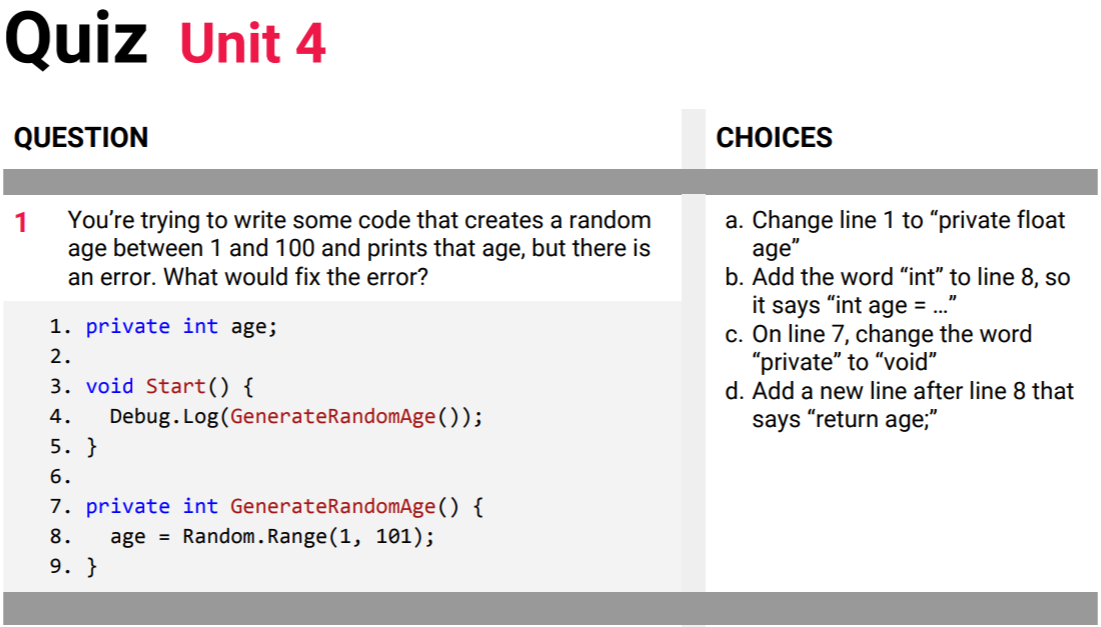 Quiz Unit 4
QUESTION
CHOICES
1 You’re trying to write some code that creates a random
age between 1 and 100 and prints that age, but there is
an error. What would fix the error?
1. private int age;
2.
3. void Start() {
4. Debug.Log(GenerateRandomAge());
5. }
6.
7. private int GenerateRandomAge() {
8. age = Random.Range(1, 101);
9. }
a. Change line 1 to “private float
age”
b. Add the word “int” to line 8, so
it says “int age = …”
c. On line 7, change the word
“private” to “void”
d. Add a new line after line 8 that
says “return age;”